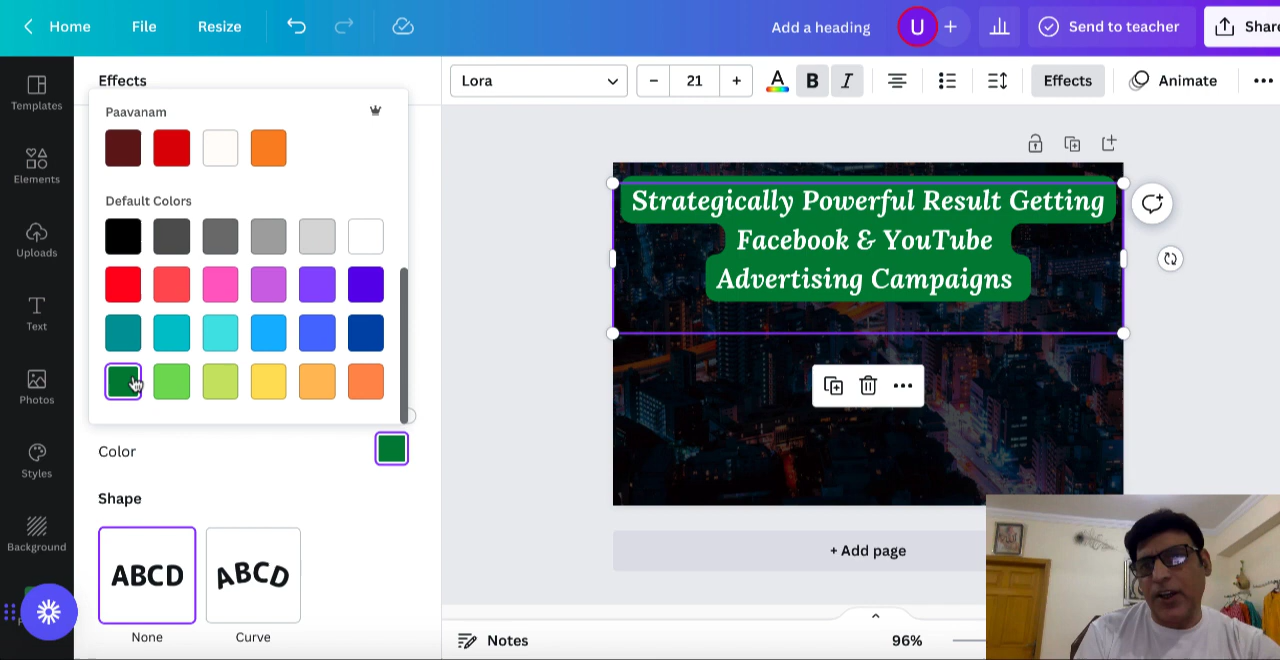 Home File Resize Add a heading U Send to teacher Share
Templates
Elements
Uploads
Text
Photos
Styles
Background
Effects
Paavanam
Default Colors
Color
Shape
ABCD ABCD
None Curve
Lora 21 A B I Effects Animate
Strategically Powerful Result Getting
Facebook & YouTube
Advertising Campaigns
+ Add page
Notes 96%